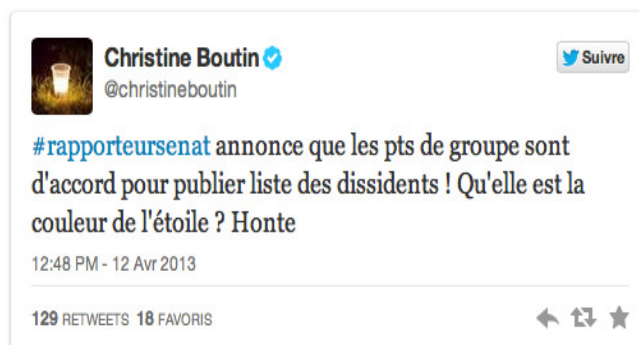 Christine Boutin
Suivre
@christineboutin
#rapporteursenat annonce que les pts de groupe sont
d'accord pour publier liste des dissidents ! Qu'elle est la
couleur de l'étoile ? Honte
12:48 PM - 12 Avr 2013
129 RETWEETS 18 FAVORIS